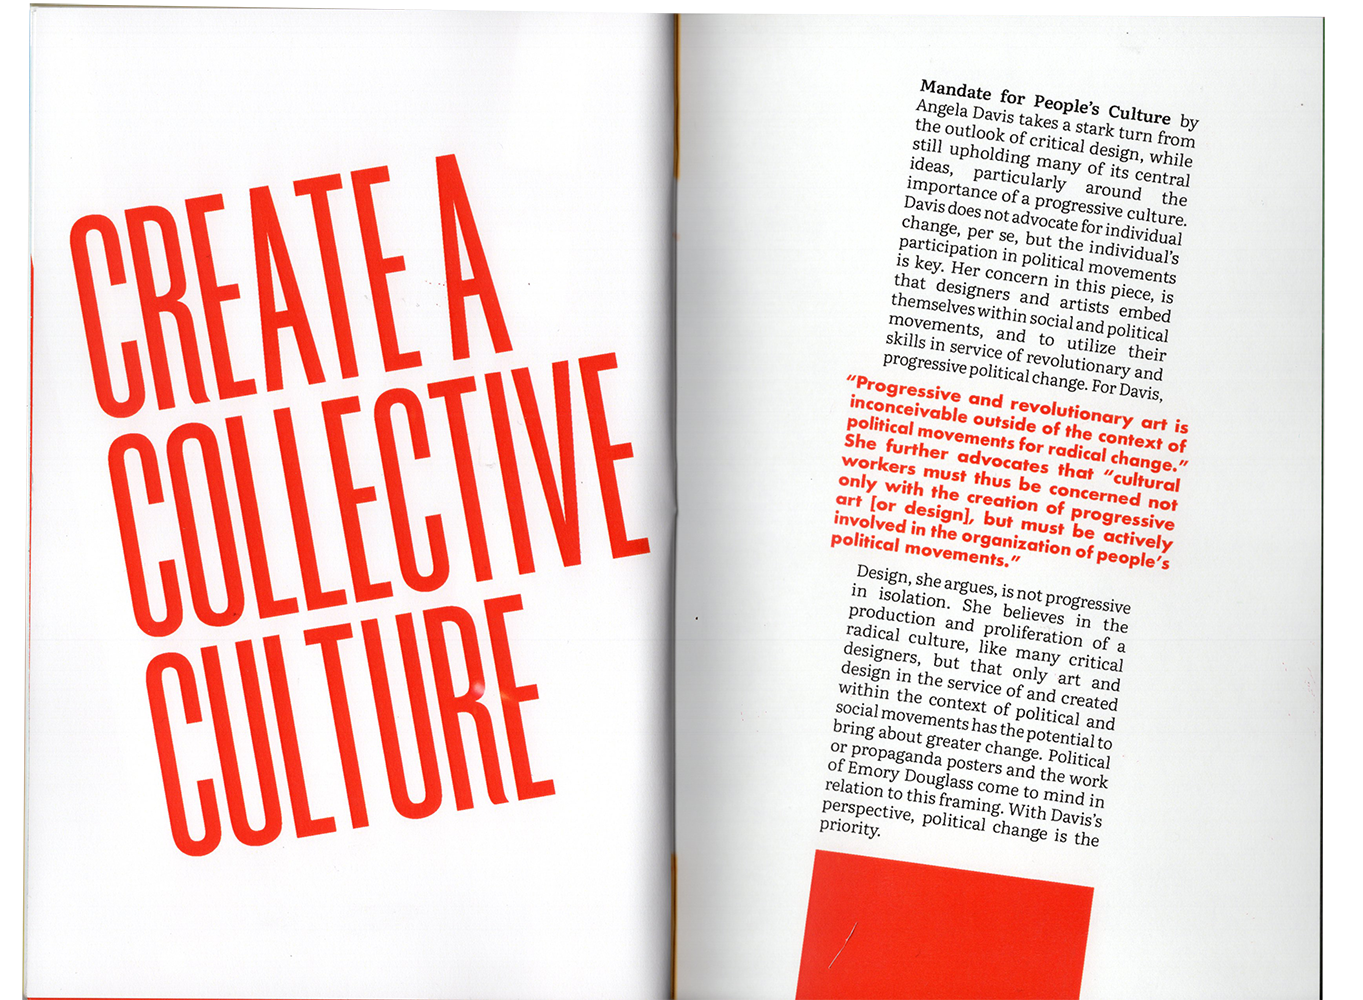 CREATE A
COLLECTIVE
CULTURE
Mandate for People's Culture by
Angela Davis takes a stark turn from
the outlook of critical design, while
still upholding many of its central
ideas, particularly around the
importance of a progressive culture.
Davis does not advocate for individual
change, per se, but the individual's
participation in political movements
is key. Her concern in this piece, is
that designers and artists embed
themselves within social and political
movements, and to utilize their
skills in service of revolutionary and
progressive political change. For Davis,
“Progressive and revolutionary art is
inconceivable outside of the context of
political movements for radical change.”
She further advocates that “cultural
workers must thus be concerned not
only with the creation of progressive
art [or design], but must be actively
involved in the organization of people's
political movements.”
Design, she argues, is not progressive
in isolation. She believes in the
production and proliferation of a
radical culture, like many critical
designers, but that only art and
design in the service of and created
within the context of political and
social movements has the potential to
bring about greater change. Political
or propaganda posters and the work
of Emory Douglass come to mind in
relation to this framing. With Davis's
perspective, political change is the
priority.